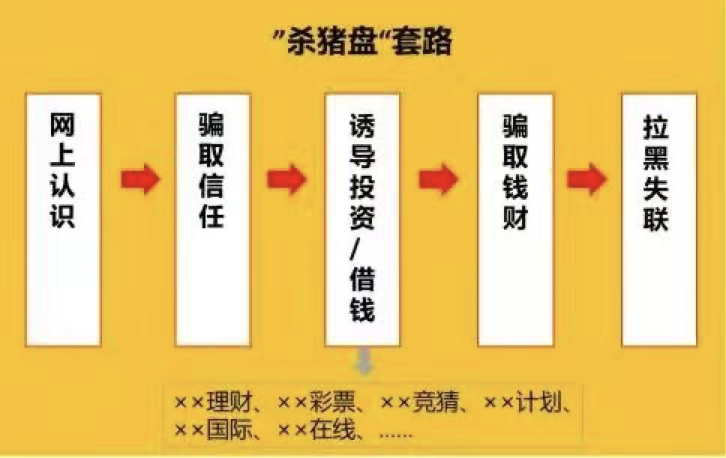 ”杀猪盘“套路
网上认识
骗取信任
诱导投资/借钱
骗取钱财
拉黑失联
××理财、××彩票、××竞猜、××计划、
××国际、××在线、......